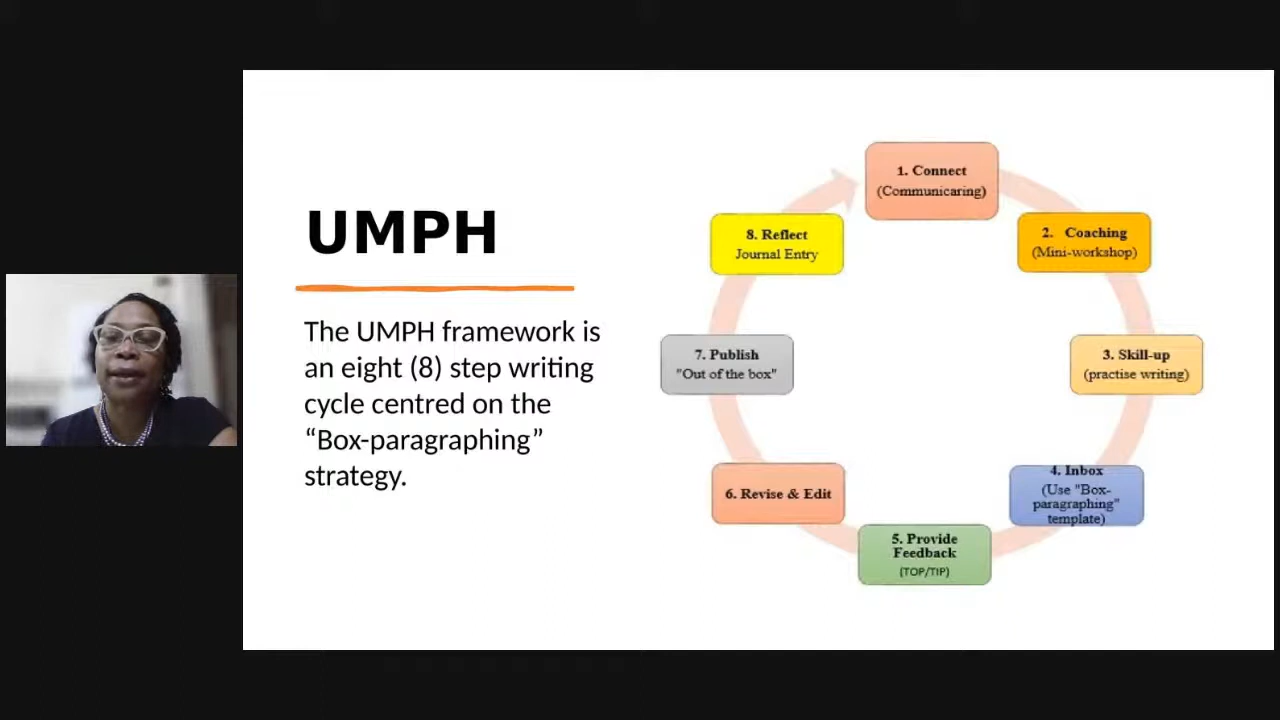 UMPH
The UMPH framework is
an eight (8) step writing
cycle centred on the
“Box-paragraphing”
strategy.
1. Connect
(Communicaring)
2. Coaching
(Mini-workshop)
3. Skill-up
(practise writing)
4. Inbox
(Use "Box-
paragraphing"
template)
5. Provide
Feedback
(TOP/TIP)
6. Revise & Edit
7. Publish
"Out of the box"
8. Reflect
Journal Entry